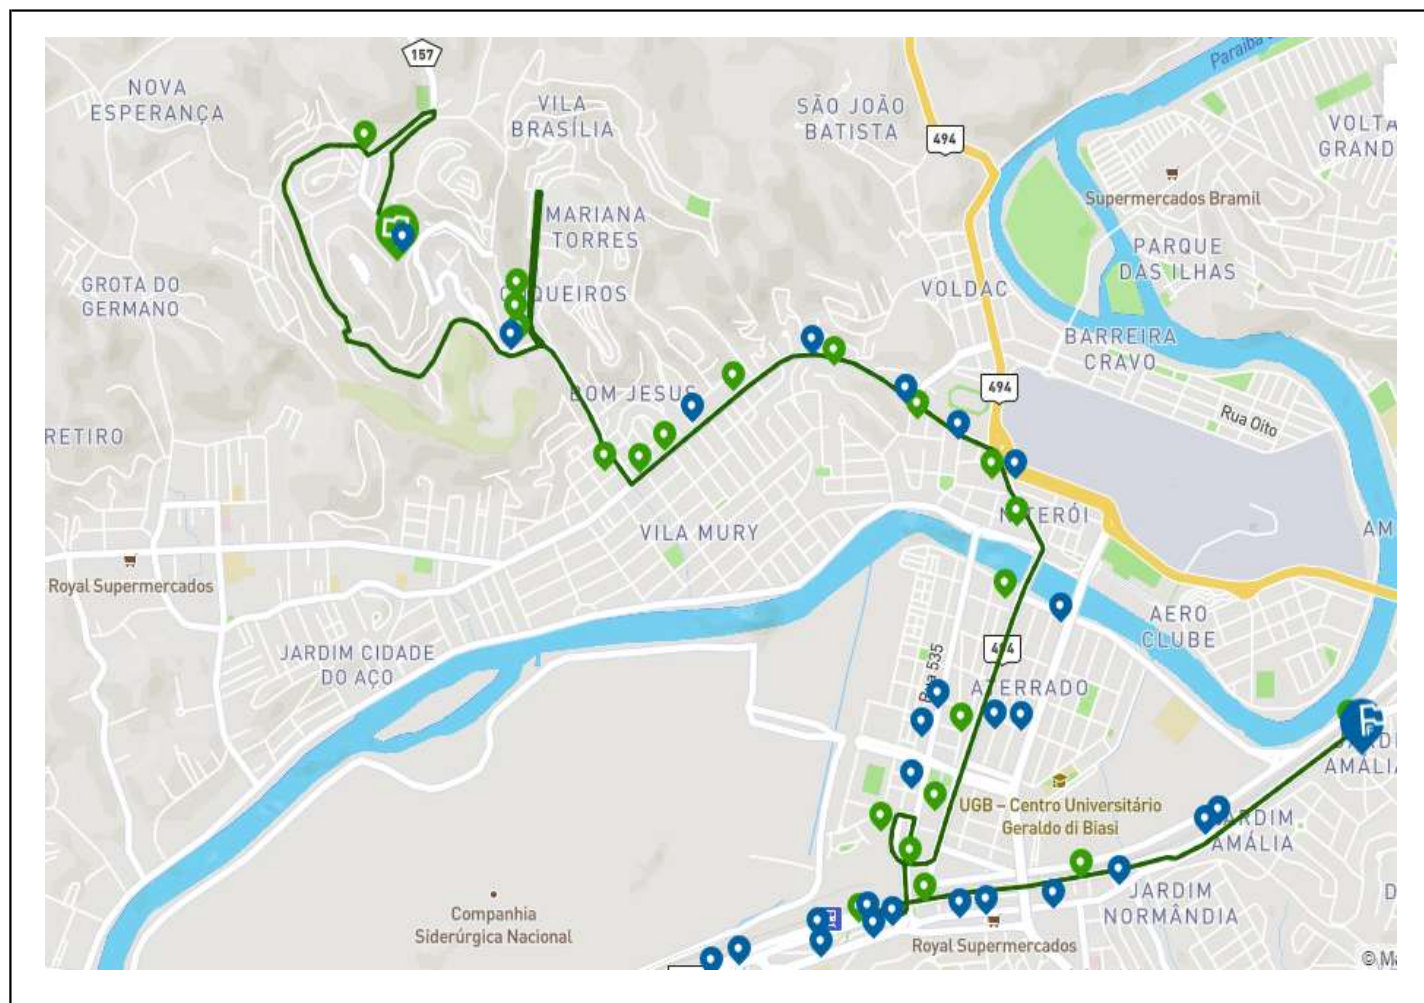 157
NOVA
ESPERANÇA
VILA
BRASÍLIA
SÃO JOÃO
BATISTA
494
Paraíba
VOLTA
GRAND
Supermercados Bramil
MARIANA
TORRES
PARQUE
DAS ILHAS
GROTA DO
GERMANO
QUEIROS
VOLDAC
BARREIRA
CRAVO
494
BOM JESUS
Rua Oito
RETIRO
VILA MURY
TERÓI
AM
Royal Supermercados
AERO
CLUBE
JARDIM CIDADE
DO AÇO
Rua 535
494
ATERRADO
JARDI
AMÁLIA
UGB – Centro Universitário
Geraldo di Biasi
JARDIM
AMÁLIA
JARDIM
NORMÂNDIA
D
Companhia
Siderúrgica Nacional
Royal Supermercados
© Ma